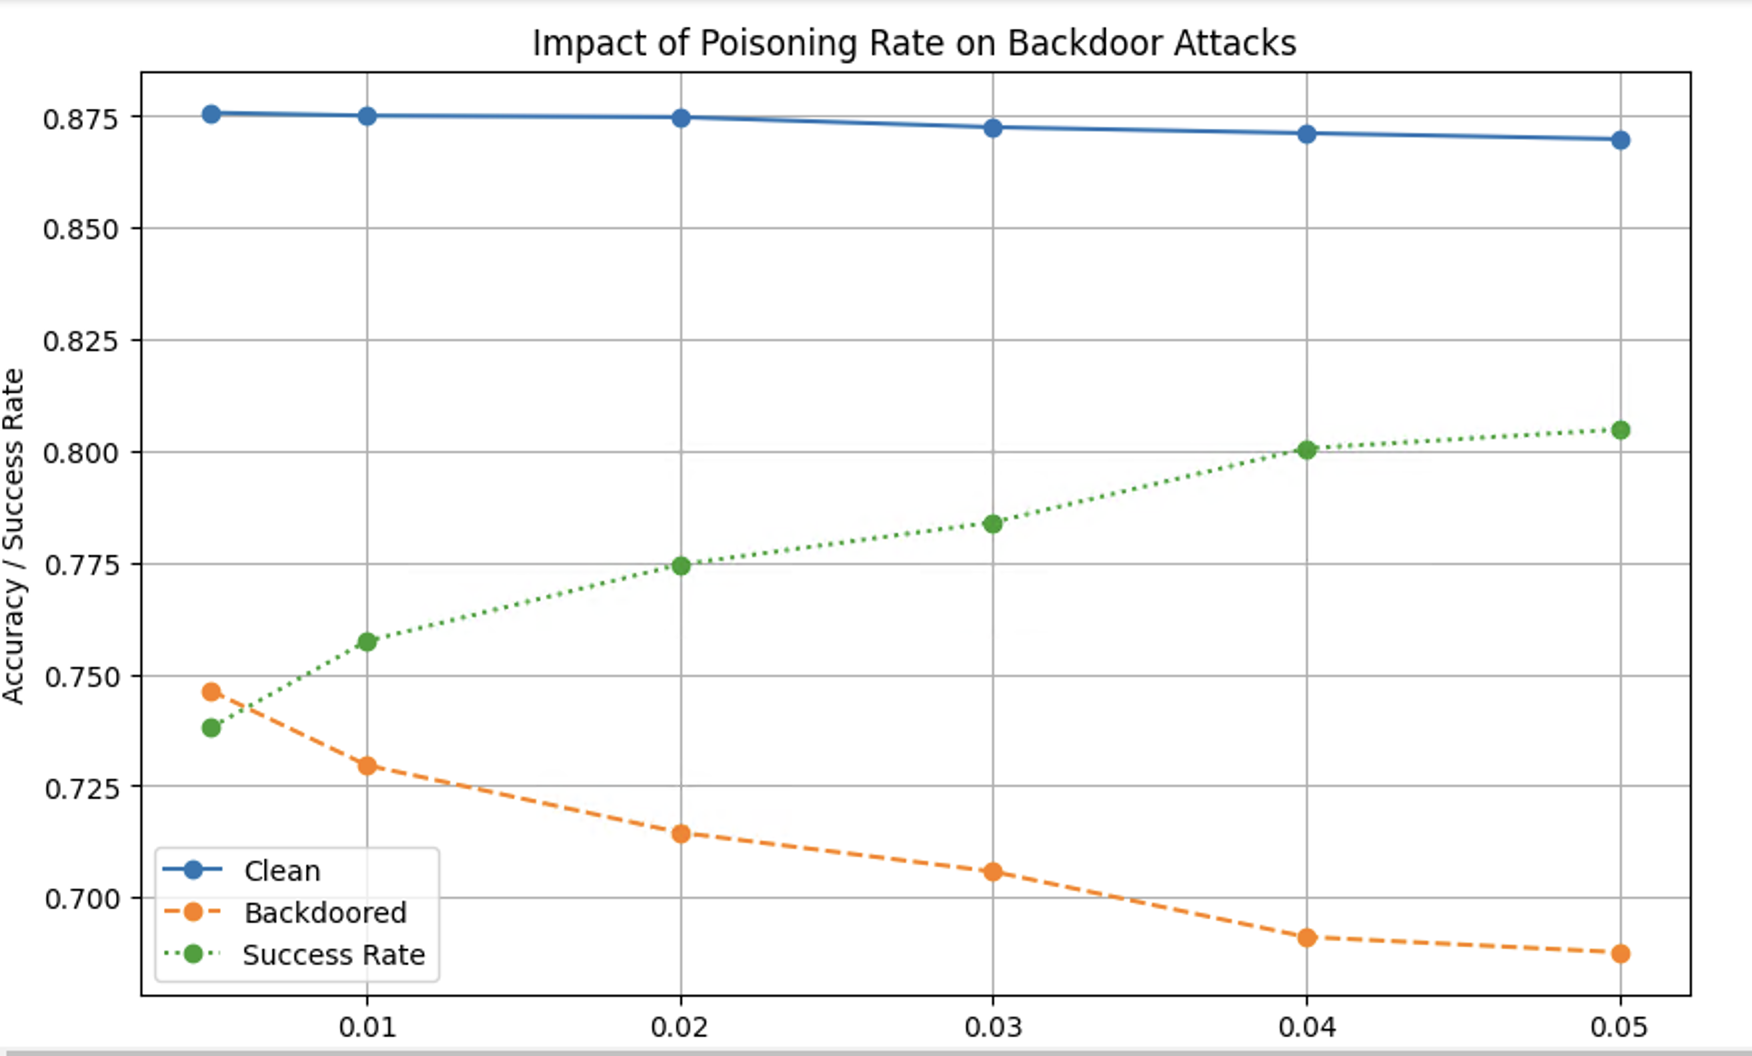 Impact of Poisoning Rate on Backdoor Attacks
Accuracy / Success Rate
0.875
0.850
0.825
0.800
0.775
0.750
0.725
0.700
Clean
Backdoored
Success Rate
0.01
0.02
0.03
0.04
0.05